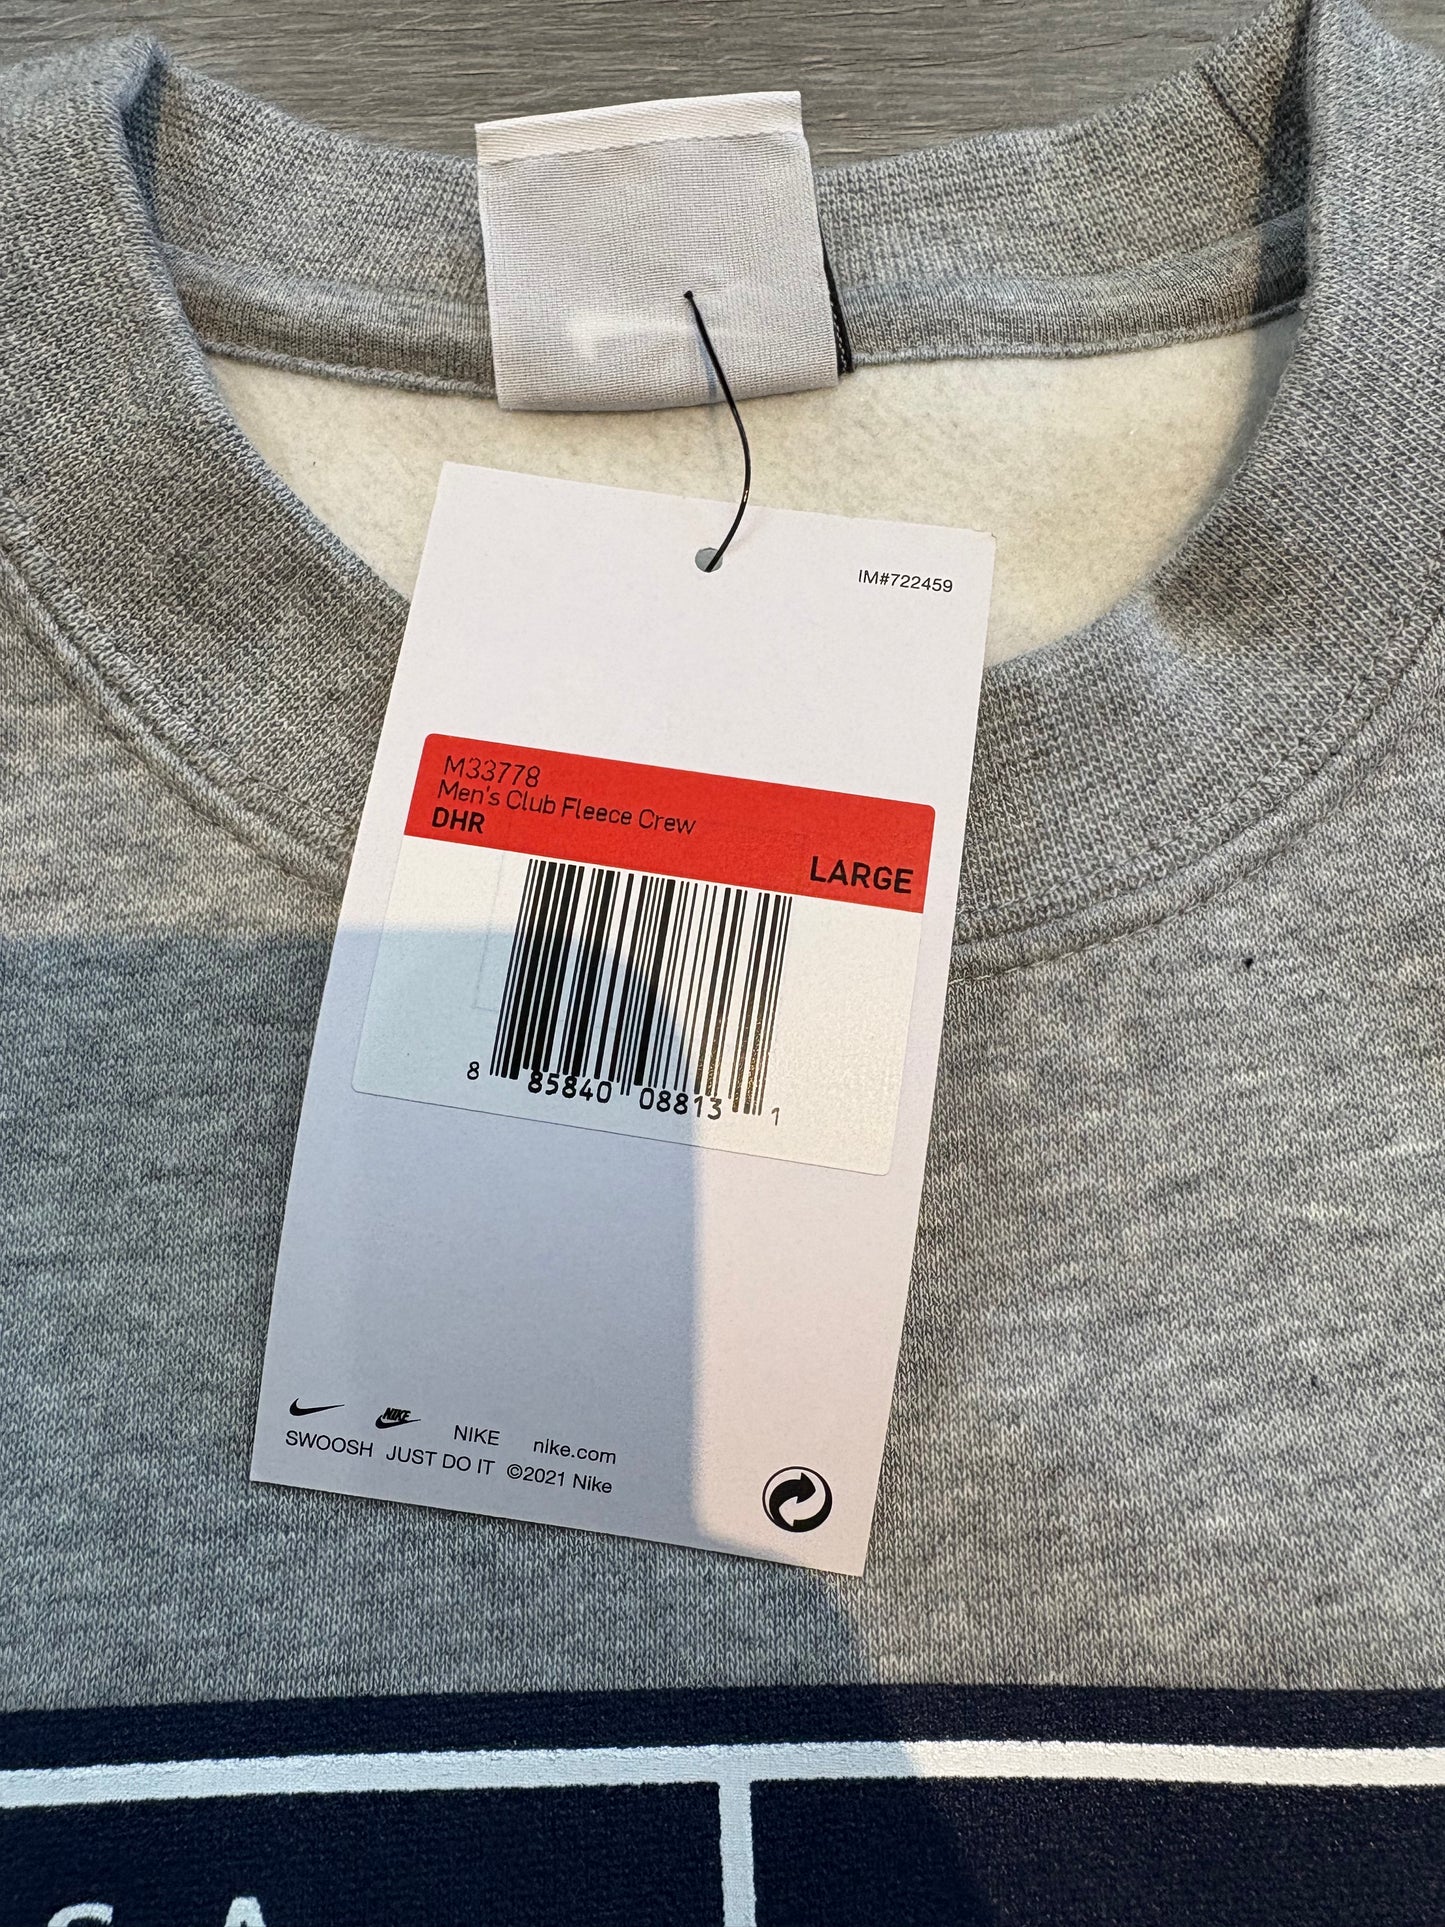 IM#722459
M33778
Men's Club Fleece Crew
DHR
LARGE
8 85840 08813 1
NIKE NIKE nike.com
SWOOSH JUST DO IT ©2021 Nike